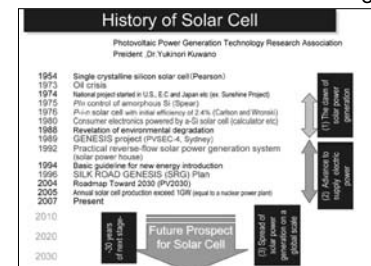 History of Solar Cell
Photovoltaic Power Generation Technology Research Association
Preident ,Dr.Yukinori Kuwano
1954 Single crystalline silicon solar cell(Pearson)
1973 Oil crisis
1974 National project started in U.S., E.C and Japan etc (ex. Sunshine Project)
1975 P/n control of amorphous Si (Spear)
1976 P-i-n solar cell with initial efficiency of 2.4% (Carlson and Wronski)
1980 Consumer electronics powered by a-Si solar cell (calculator etc)
1988 Revelation of environmental degradation
1989 GENESIS project (PVSEC-4, Sydney)
1992 Practical reverse-flow solar power generation system
(solar power house)
1994 Basic guideline for new energy introduction
1996 SILK ROAD GENESIS (SRG) Plan
2004 Roadmap Toward 2030 (PV2030)
2005 Annual solar cell production exceed 1GW (equal to a nuclear power plant)
2007 Present
(1) The dawn of
solar power
generation
(2) Advance to
supply electric
power
2010
2020
2030
-30 years
of next stage-
Future Prospect
for Solar Cell
(3) Spread of
solar power
generation on a
global scale